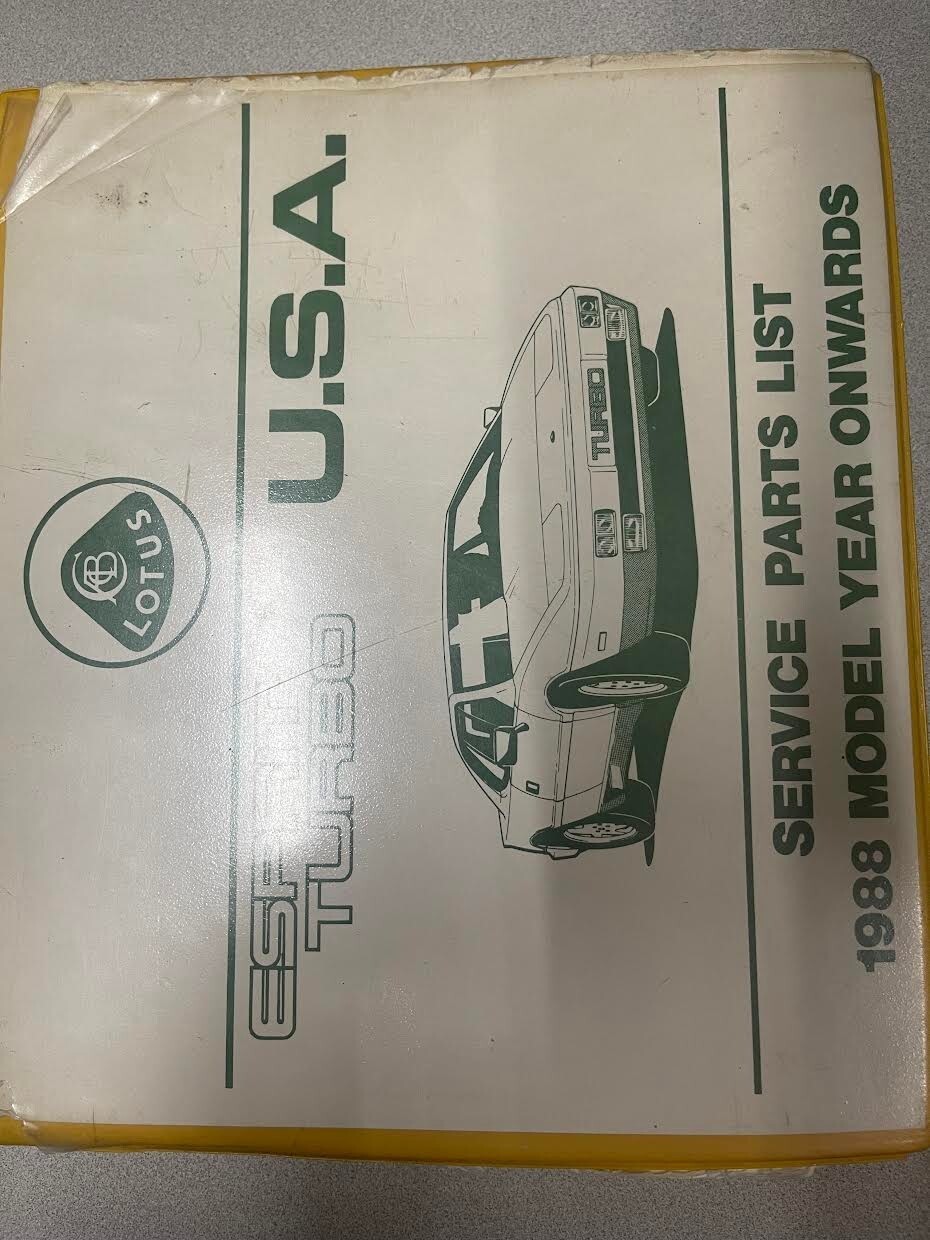 LOTUS
ESPRIT
TURBO
U.S.A.
TURBO
SERVICE PARTS LIST
1988 MODEL YEAR ONWARDS